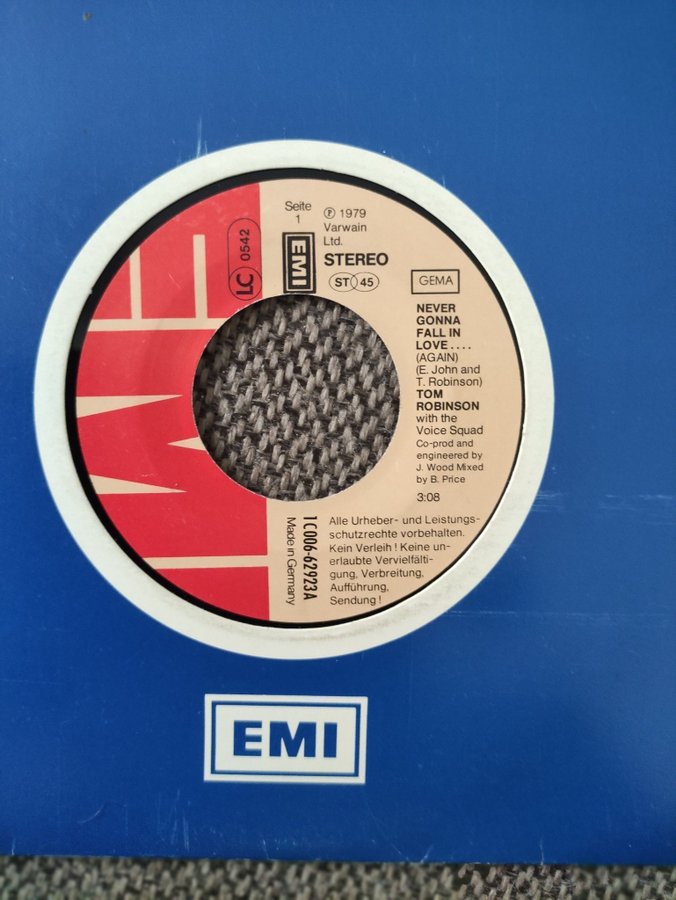 EMI
LC 0542
Seite
1
EMI
℗ 1979
Varwain
Ltd.
STEREO
ST 45
GEMA
NEVER
GONNA
FALL IN
LOVE ....
(AGAIN)
(E. John and
T. Robinson)
TOM
ROBINSON
with the
Voice Squad
Co-prod and
engineered by
J. Wood Mixed
by B. Price
3:08
1C006-62923A
Made in Germany
Alle Urheber- und Leistungs-
schutzrechte vorbehalten.
Kein Verleih! Keine un-
erlaubte Vervielfälti-
gung, Verbreitung,
Aufführung,
Sendung!
EMI